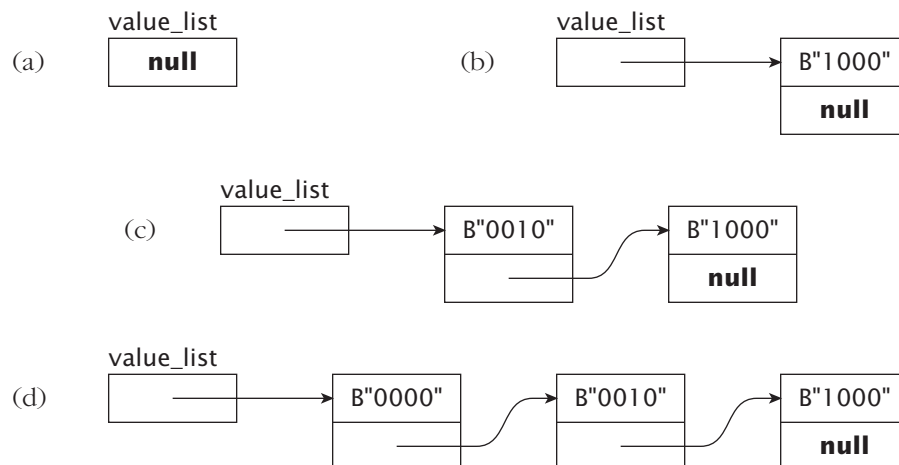 value_list
(a) null
value_list
(b) B"1000"
null
value_list
(c) B"0010" B"1000"
null
value_list
(d) B"0000" B"0010" B"1000"
null